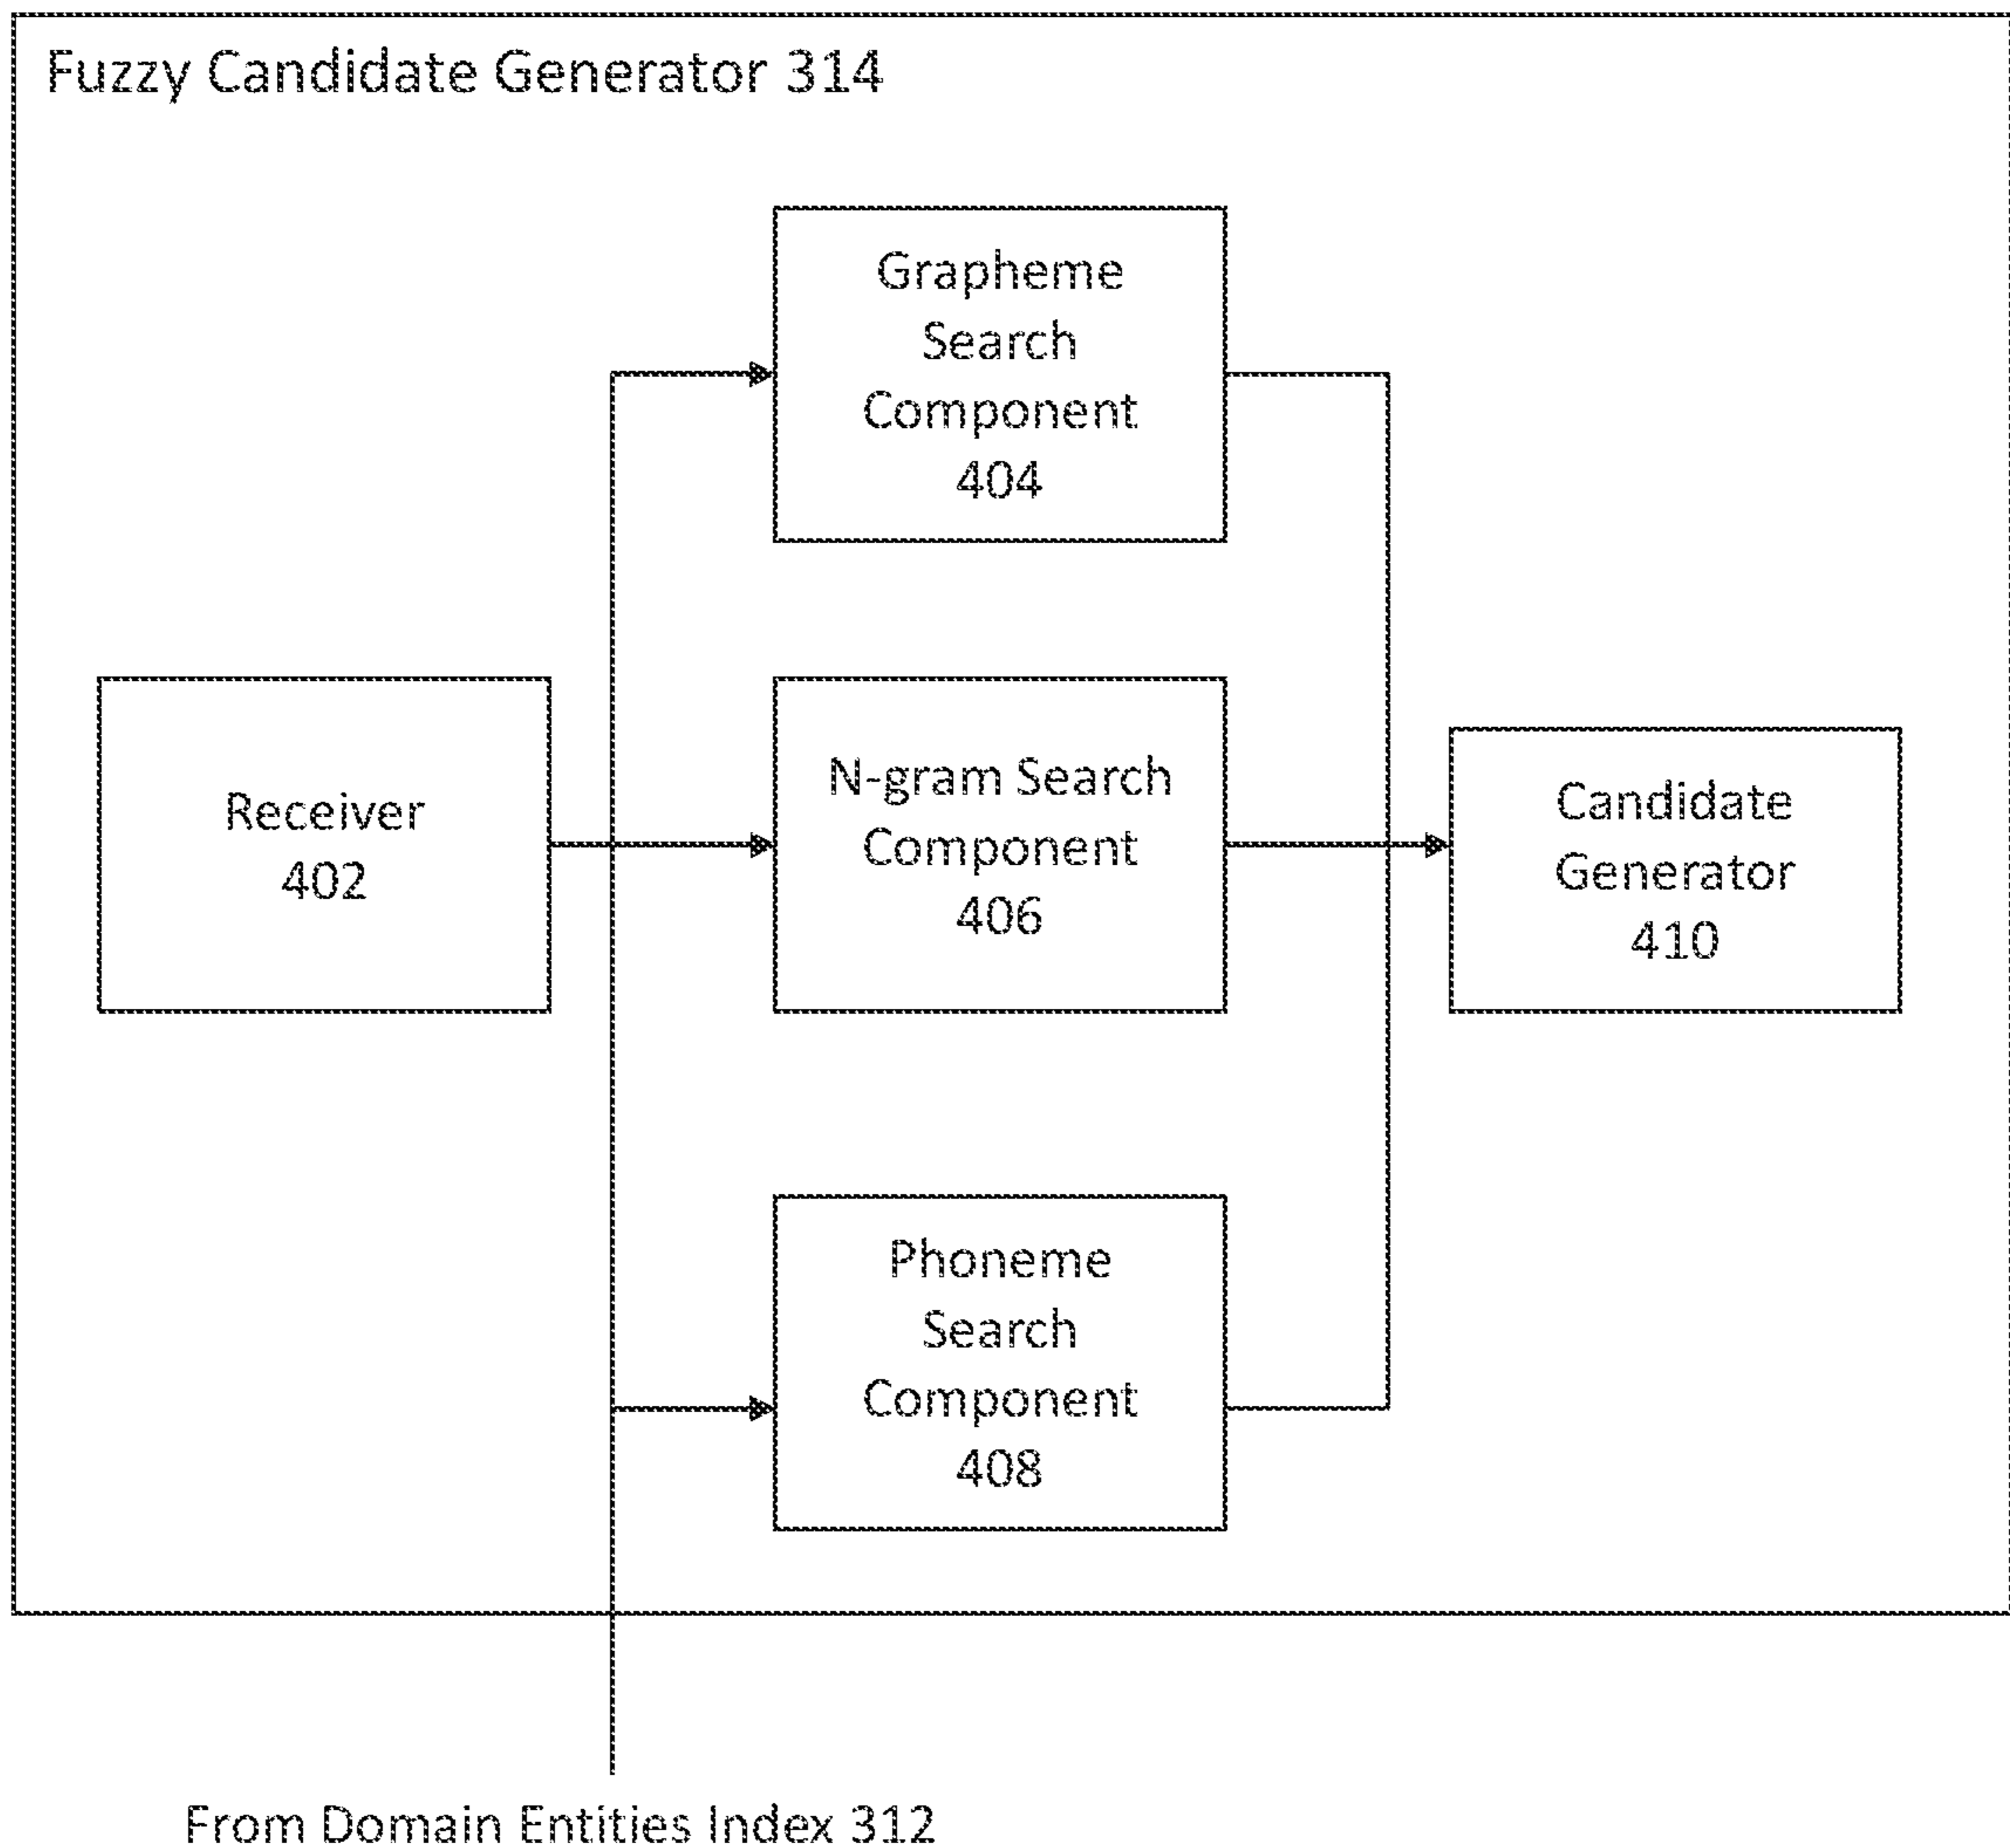 Fuzzy Candidate Generator 314
Grapheme
Search
Component
404
Receiver
402
N-gram Search
Component
406
Candidate
Generator
410
Phoneme
Search
Component
408
From Domain Entities Index 312